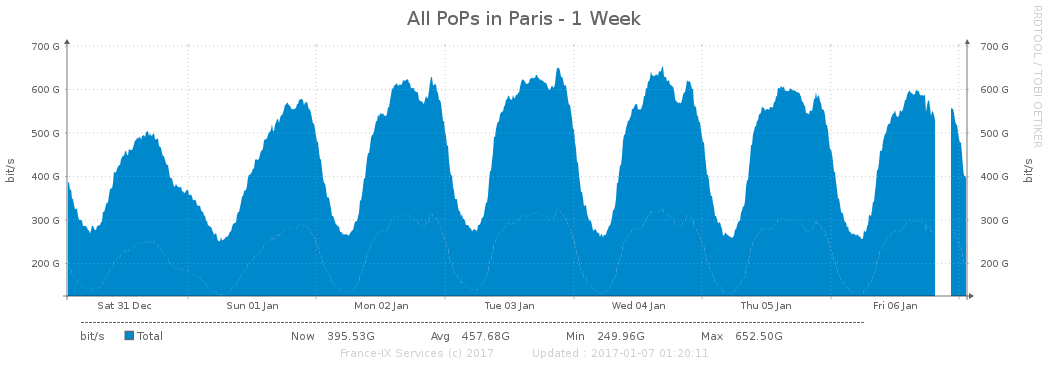 All PoPs in Paris - 1 Week
RRDTOOL / TOBI OETIKER
bit/s
700 G
600 G
500 G
400 G
300 G
200 G
700 G
600 G
500 G
400 G
300 G
200 G
bit/s
Sat 31 Dec Sun 01 Jan Mon 02 Jan Tue 03 Jan Wed 04 Jan Thu 05 Jan Fri 06 Jan
bit/s Total Now 395.53G Avg 457.68G Min 249.96G Max 652.50G
France-IX Services (c) 2017 Updated : 2017-01-07 01:20:11